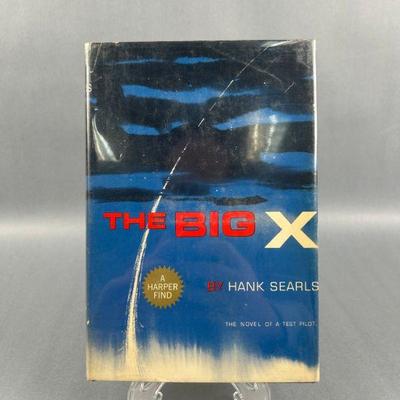 THE BIG X
A
HARPER
FIND
BY HANK SEARLS
THE NOVEL OF A TEST PILOT.